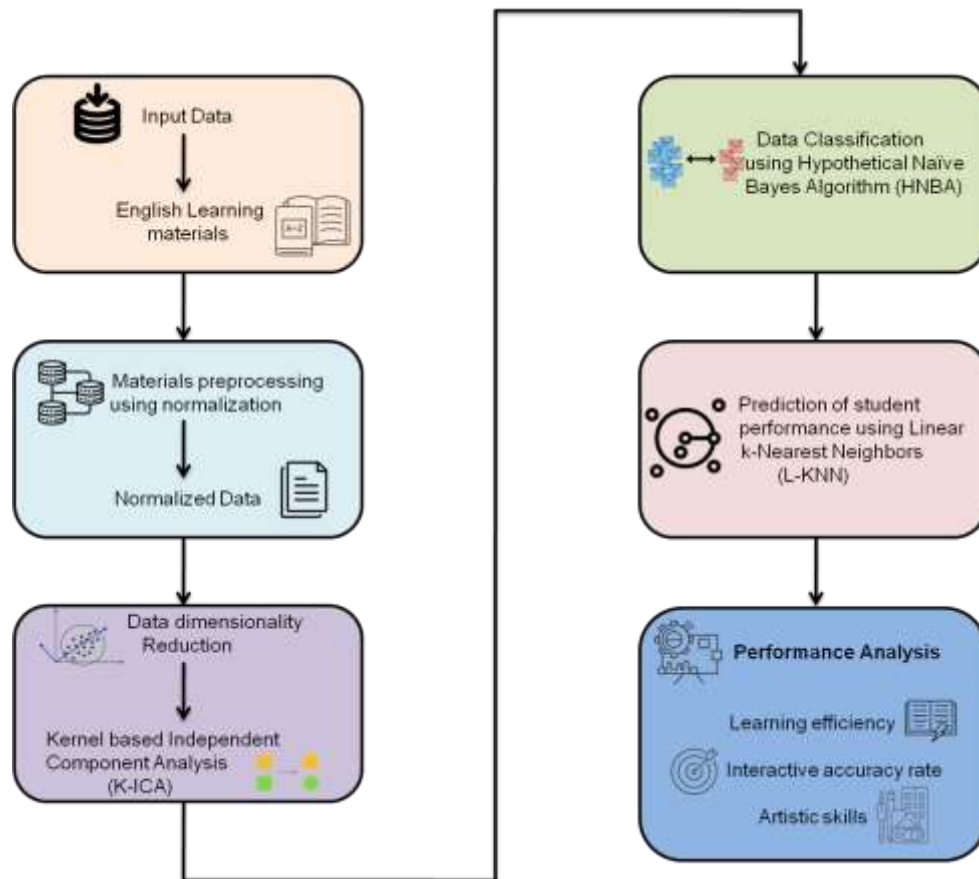 Input Data
English Learning
materials
A-Z
Materials preprocessing
using normalization
Normalized Data
Data dimensionality
Reduction
Kernel based Independent
Component Analysis
(K-ICA)
Data Classification
using Hypothetical Naïve
Bayes Algorithm (HNBA)
Prediction of student
performance using Linear
k-Nearest Neighbors
(L-KNN)
Performance Analysis
Learning efficiency
Interactive accuracy rate
Artistic skills